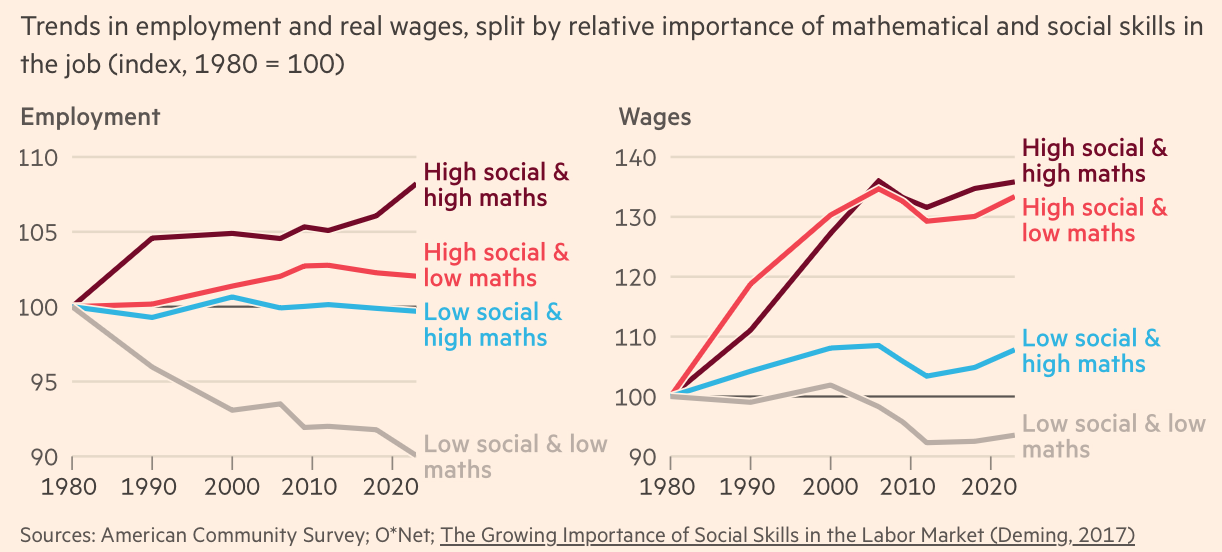 Trends in employment and real wages, split by relative importance of mathematical and social skills in
the job (index, 1980 = 100)
Employment
110
105
100
95
90
1980
1990
2000
2010
2020
High social &
high maths
High social &
low maths
Low social &
high maths
Low social & low
maths
Wages
140
130
120
110
100
90
1980
1990
2000
2010
2020
High social &
high maths
High social &
low maths
Low social &
high maths
Low social & low
maths
Sources: American Community Survey; O*Net; The Growing Importance of Social Skills in the Labor Market (Deming, 2017)